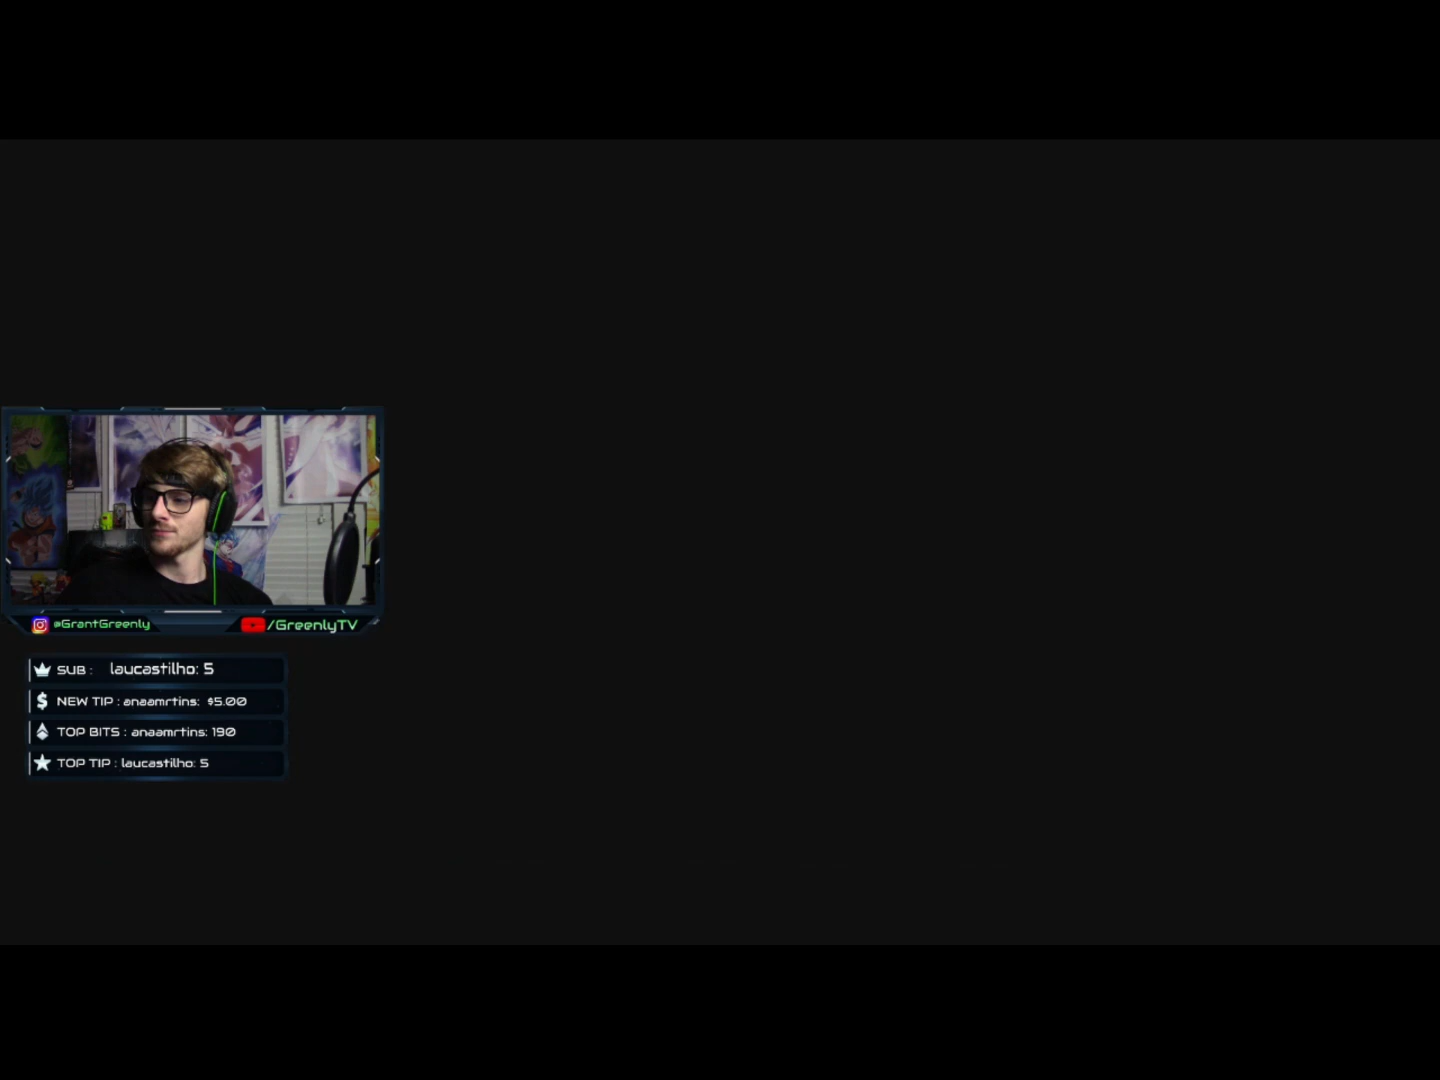 @GrantGreenly
/GreenlyTV
SUB : laucastilho: 5
NEW TIP : anaamrtins: $5.00
TOP BITS : anaamrtins: 190
TOP TIP : laucastilho: 5